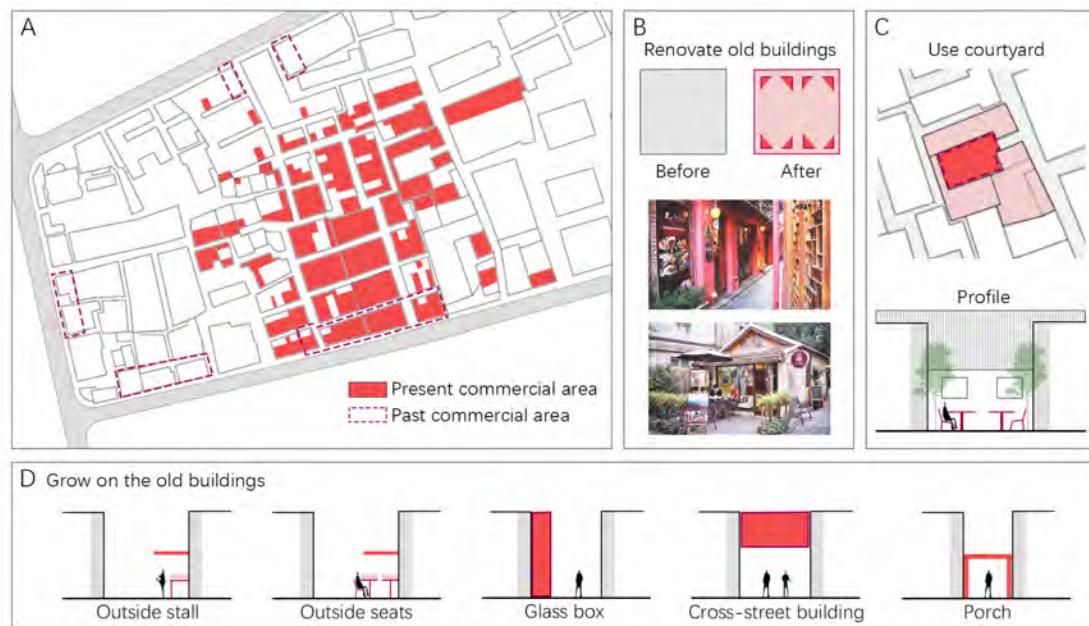 A
Present commercial area
Past commercial area
B
Renovate old buildings
Before
After
C
Use courtyard
Profile
D
Grow on the old buildings
Outside stall
Outside seats
Glass box
Cross-street building
Porch